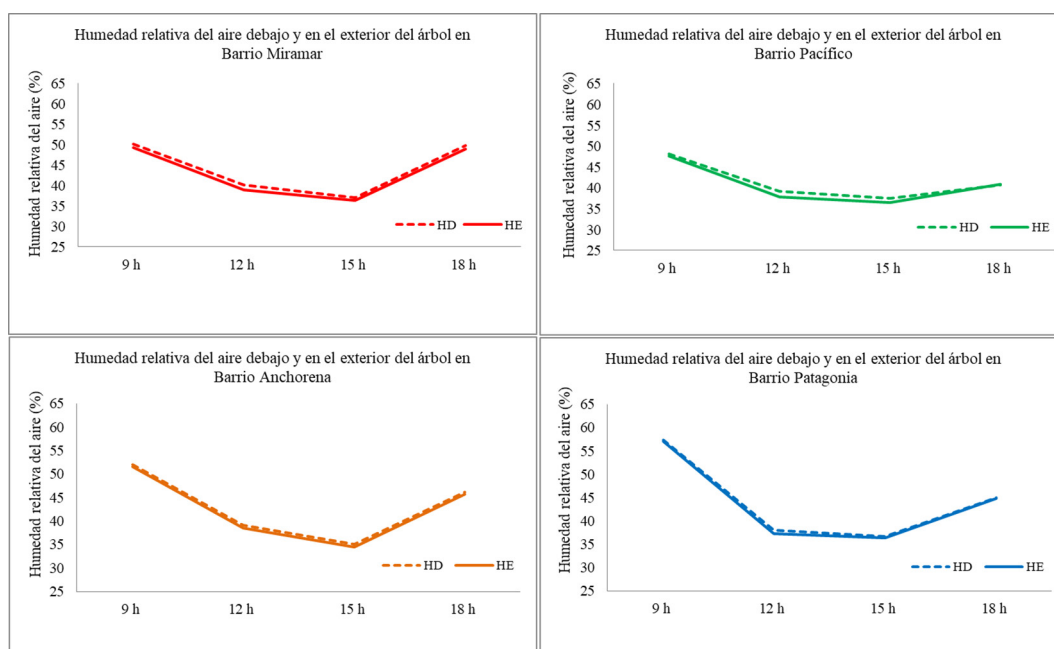 Humedad relativa del aire debajo y en el exterior del árbol en
Barrio Miramar
Humedad relativa del aire (%)
65
60
55
50
45
40
35
30
25
HD HE
9 h 12 h 15 h 18 h
Humedad relativa del aire debajo y en el exterior del árbol en
Barrio Pacífico
Humedad relativa del aire (%)
65
60
55
50
45
40
35
30
25
HD HE
9 h 12 h 15 h 18 h
Humedad relativa del aire debajo y en el exterior del árbol en
Barrio Anchorena
Humedad relativa del aire (%)
65
60
55
50
45
40
35
30
25
HD HE
9 h 12 h 15 h 18 h
Humedad relativa del aire debajo y en el exterior del árbol en
Barrio Patagonia
Humedad relativa del aire (%)
65
60
55
50
45
40
35
30
25
HD HE
9 h 12 h 15 h 18 h